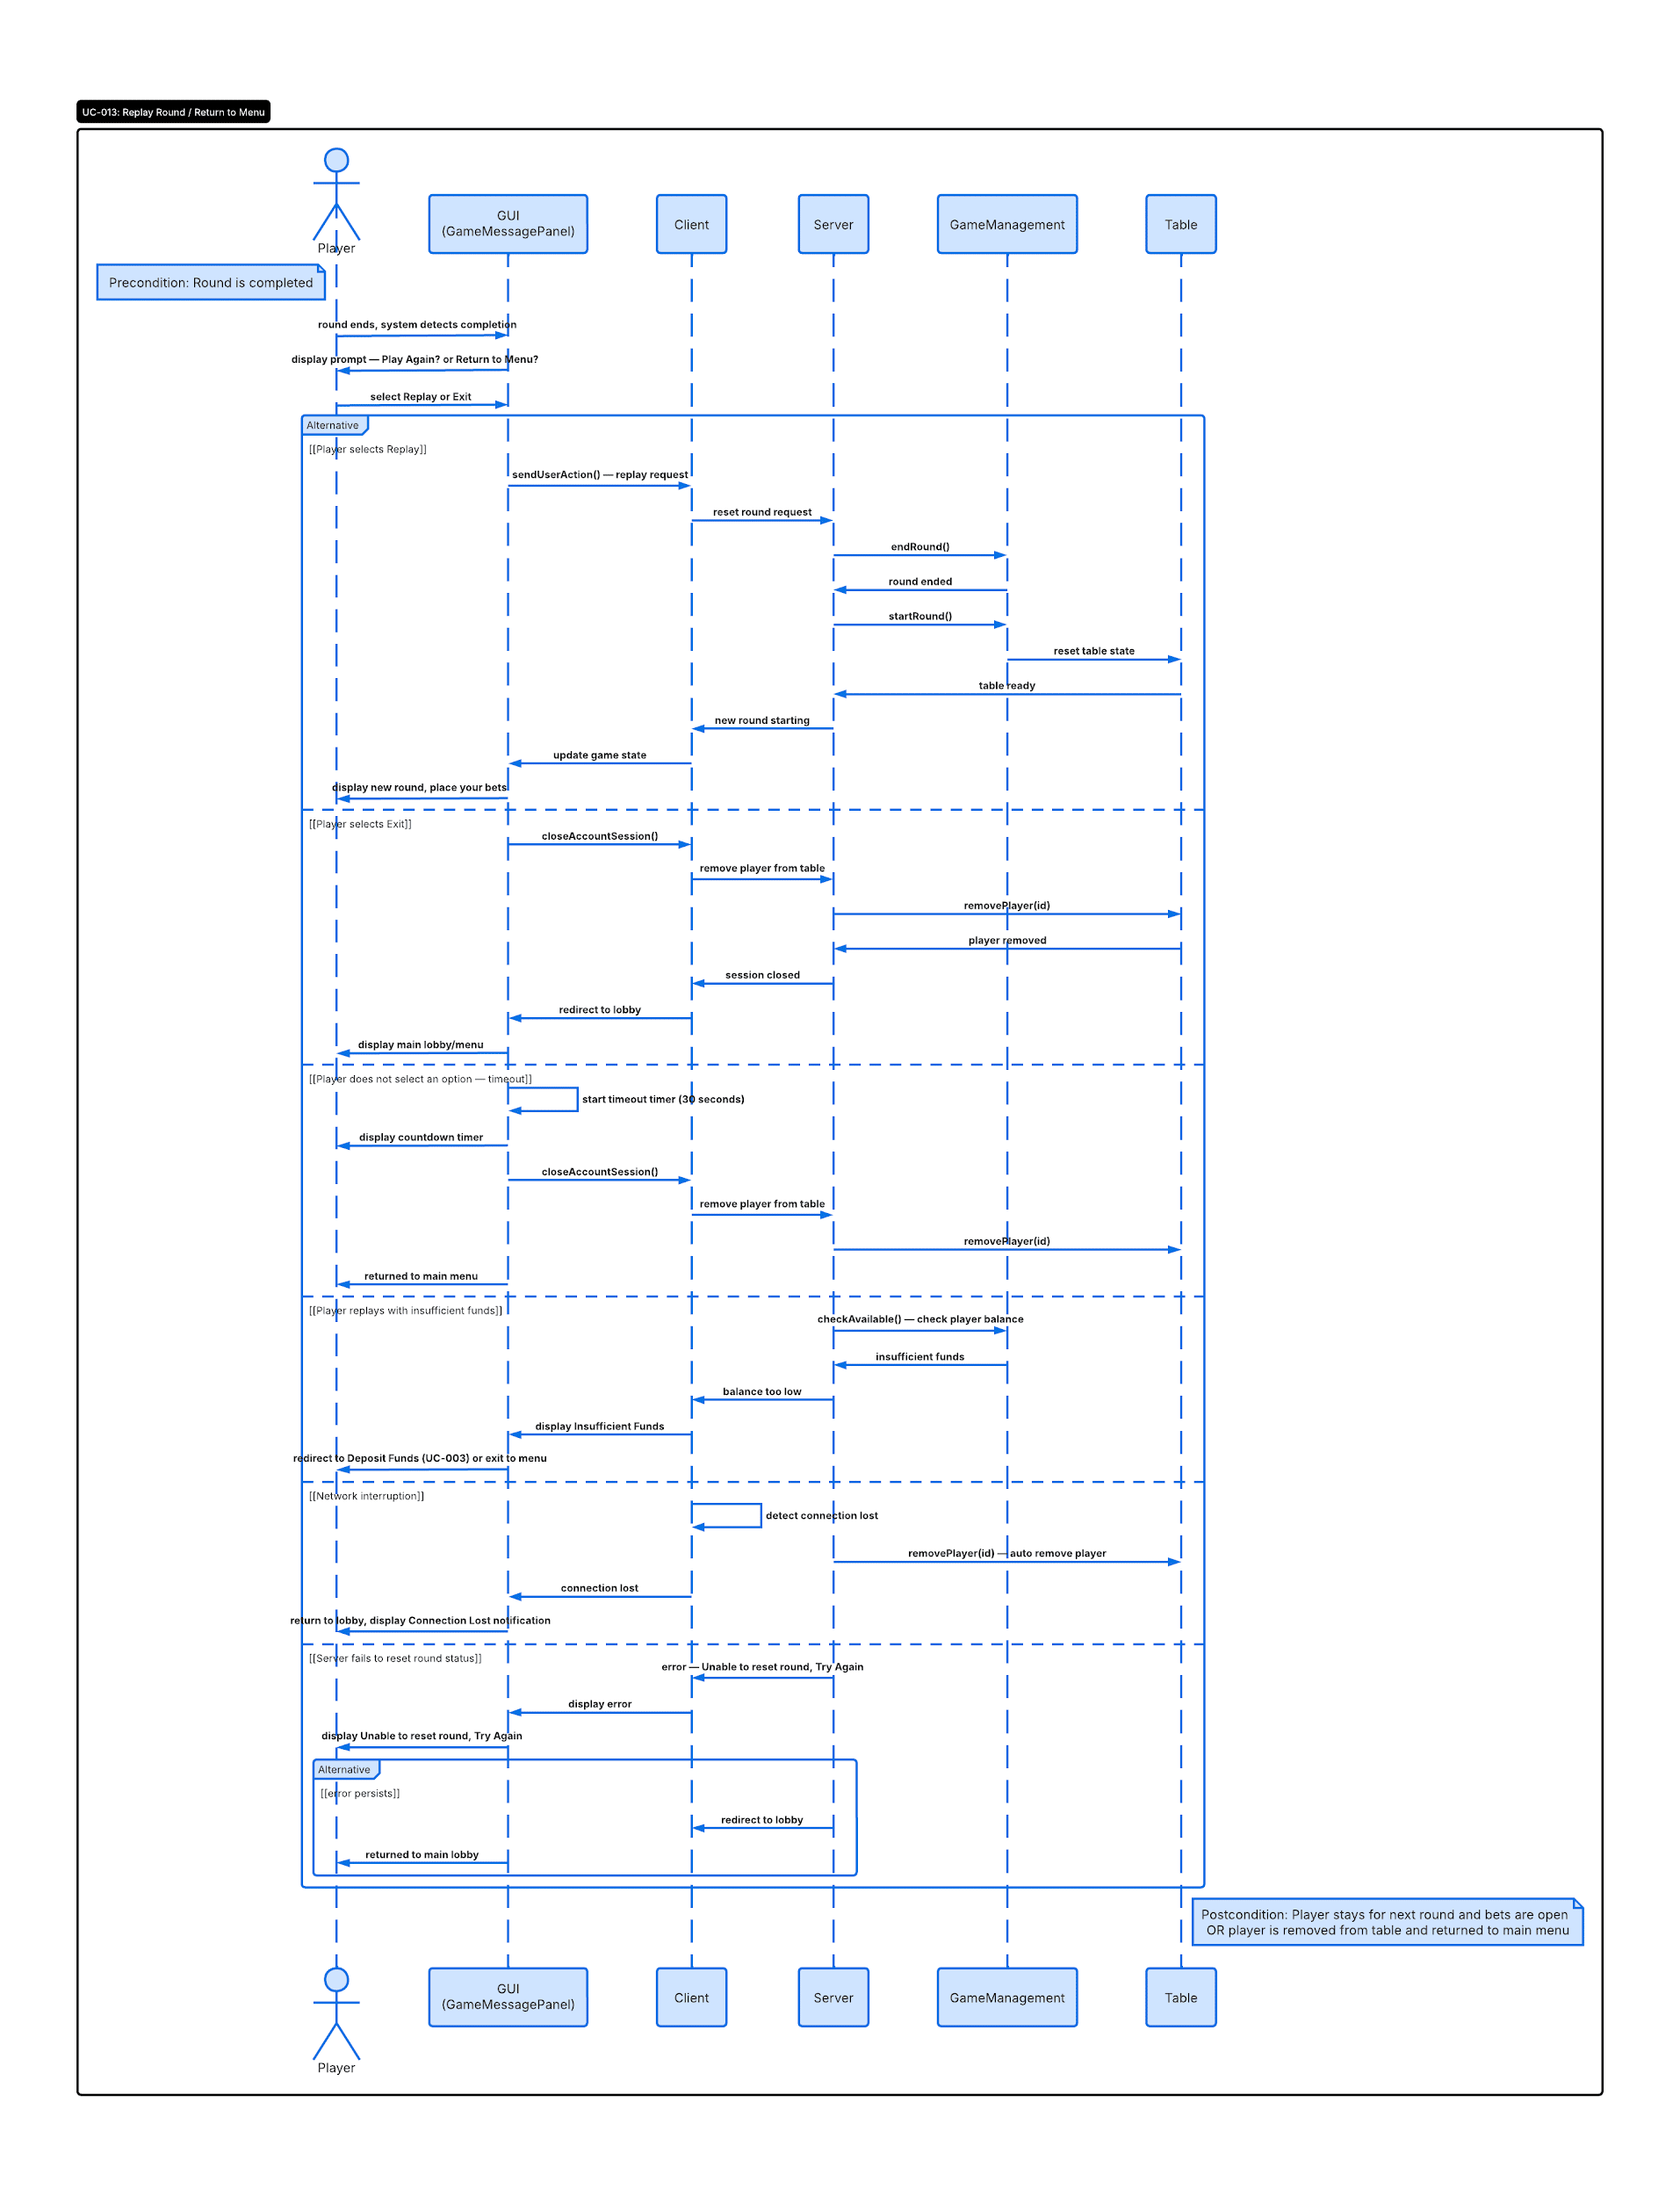 UC-013: Replay Round / Return to Menu
Player
GUI
(GameMessagePanel)
Client
Server
GameManagement
Table
Precondition: Round is completed
round ends, system detects completion
display prompt — Play Again? or Return to Menu?
select Replay or Exit
Alternative
[[Player selects Replay]]
sendUserAction() — replay request
reset round request
endRound()
round ended
startRound()
reset table state
table ready
new round starting
update game state
display new round, place your bets
[[Player selects Exit]]
closeAccountSession()
remove player from table
removePlayer(id)
player removed
session closed
redirect to lobby
display main lobby/menu
[[Player does not select an option — timeout]]
start timeout timer (30 seconds)
display countdown timer
closeAccountSession()
remove player from table
removePlayer(id)
returned to main menu
[[Player replays with insufficient funds]]
checkAvailable() — check player balance
insufficient funds
balance too low
display Insufficient Funds
redirect to Deposit Funds (UC-003) or exit to menu
[[Network interruption]]
detect connection lost
removePlayer(id) — auto remove player
connection lost
return to lobby, display Connection Lost notification
[[Server fails to reset round status]]
error — Unable to reset round, Try Again
display error
display Unable to reset round, Try Again
Alternative
[[error persists]]
redirect to lobby
returned to main lobby
Postcondition: Player stays for next round and bets are open
OR player is removed from table and returned to main menu
GUI
(GameMessagePanel)
Client
Server
GameManagement
Table
Player